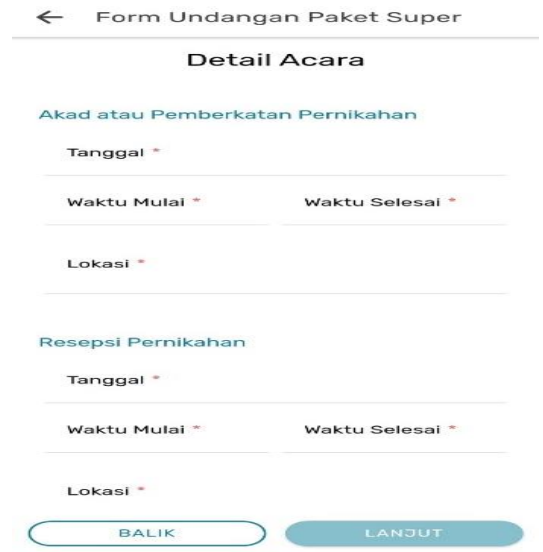 ← Form Undangan Paket Super
Detail Acara
Akad atau Pemberkatan Pernikahan
Tanggal *
Waktu Mulai * Waktu Selesai *
Lokasi *
Resepsi Pernikahan
Tanggal *
Waktu Mulai * Waktu Selesai *
Lokasi *
BALIK LANJUT